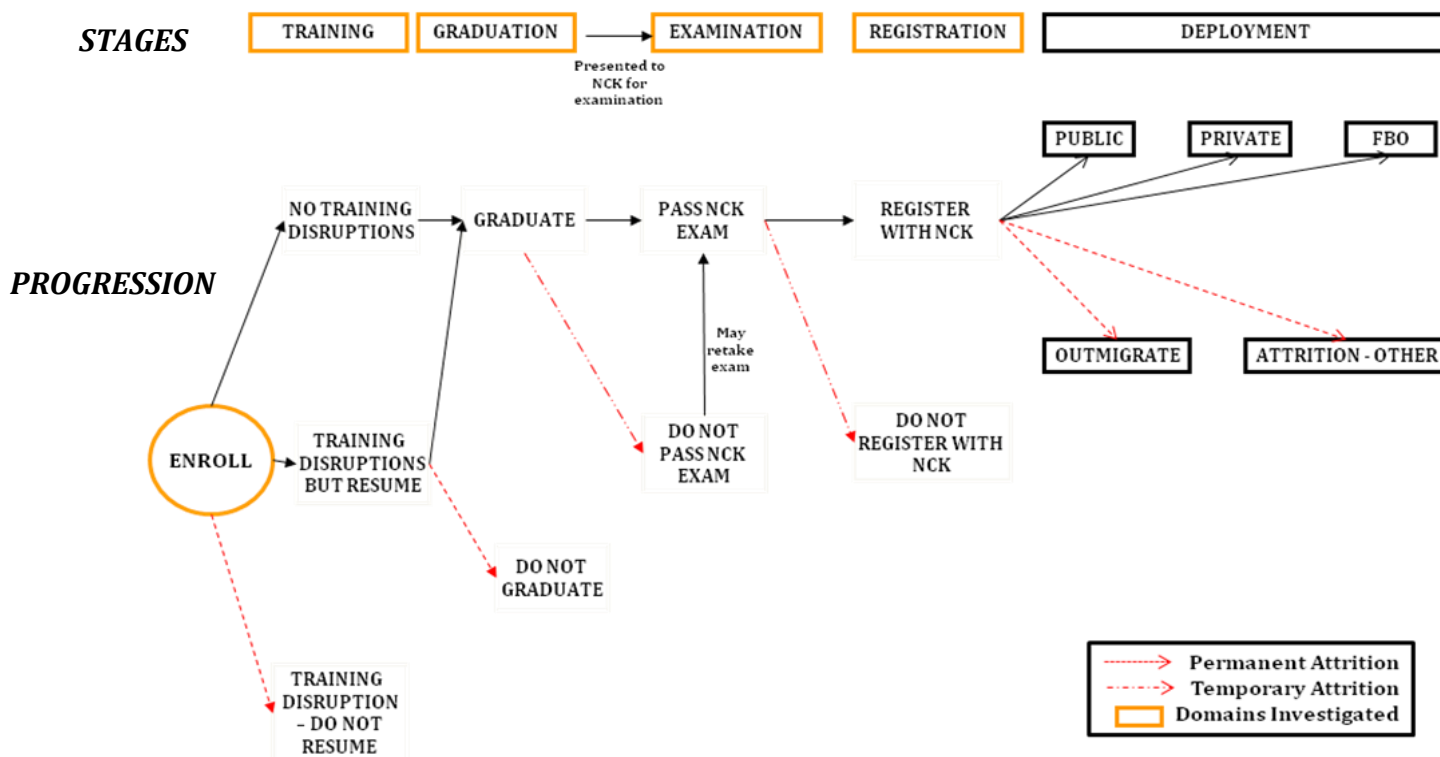 STAGES
TRAINING
GRADUATION
EXAMINATION
REGISTRATION
DEPLOYMENT
Presented to
NCK for
examination
PUBLIC
PRIVATE
FBO
NO TRAINING
DISRUPTIONS
GRADUATE
PASS NCK
EXAM
REGISTER
WITH NCK
PROGRESSION
May
retake
exam
OUTMIGRATE
ATTRITION - OTHER
ENROLL
TRAINING
DISRUPTIONS
BUT RESUME
DO NOT
PASS NCK
EXAM
DO NOT
REGISTER WITH
NCK
DO NOT
GRADUATE
TRAINING
DISRUPTION
– DO NOT
RESUME
Permanent Attrition
Temporary Attrition
Domains Investigated